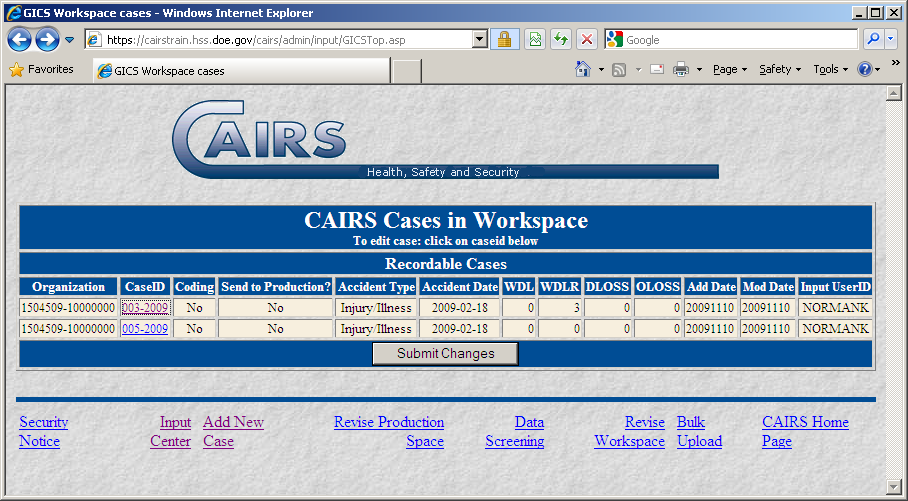 GICS Workspace cases - Windows Internet Explorer
https://cairstrain.hss.doe.gov/cairs/admin/input/GICSTop.asp
Google
Favorites
GICS Workspace cases
Page
Safety
Tools
CAIRS
Health, Safety and Security
CAIRS Cases in Workspace
To edit case: click on caseid below
Recordable Cases
Organization CaseID Coding Send to Production? Accident Type Accident Date WDL WDLR DLOSS OLOSS Add Date Mod Date Input UserID
1504509-10000000 003-2009 No No Injury/Illness 2009-02-18 0 3 0 0 20091110 20091110 NORMANK
1504509-10000000 005-2009 No No Injury/Illness 2009-02-18 0 0 0 0 20091110 20091110 NORMANK
Submit Changes
Security Notice
Input Center
Add New Case
Revise Production Space
Data Screening
Revise Workspace
Bulk Upload
CAIRS Home Page